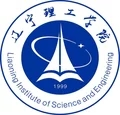 辽宁理工学院
1999
Liaoning Institute of Science and Engineering